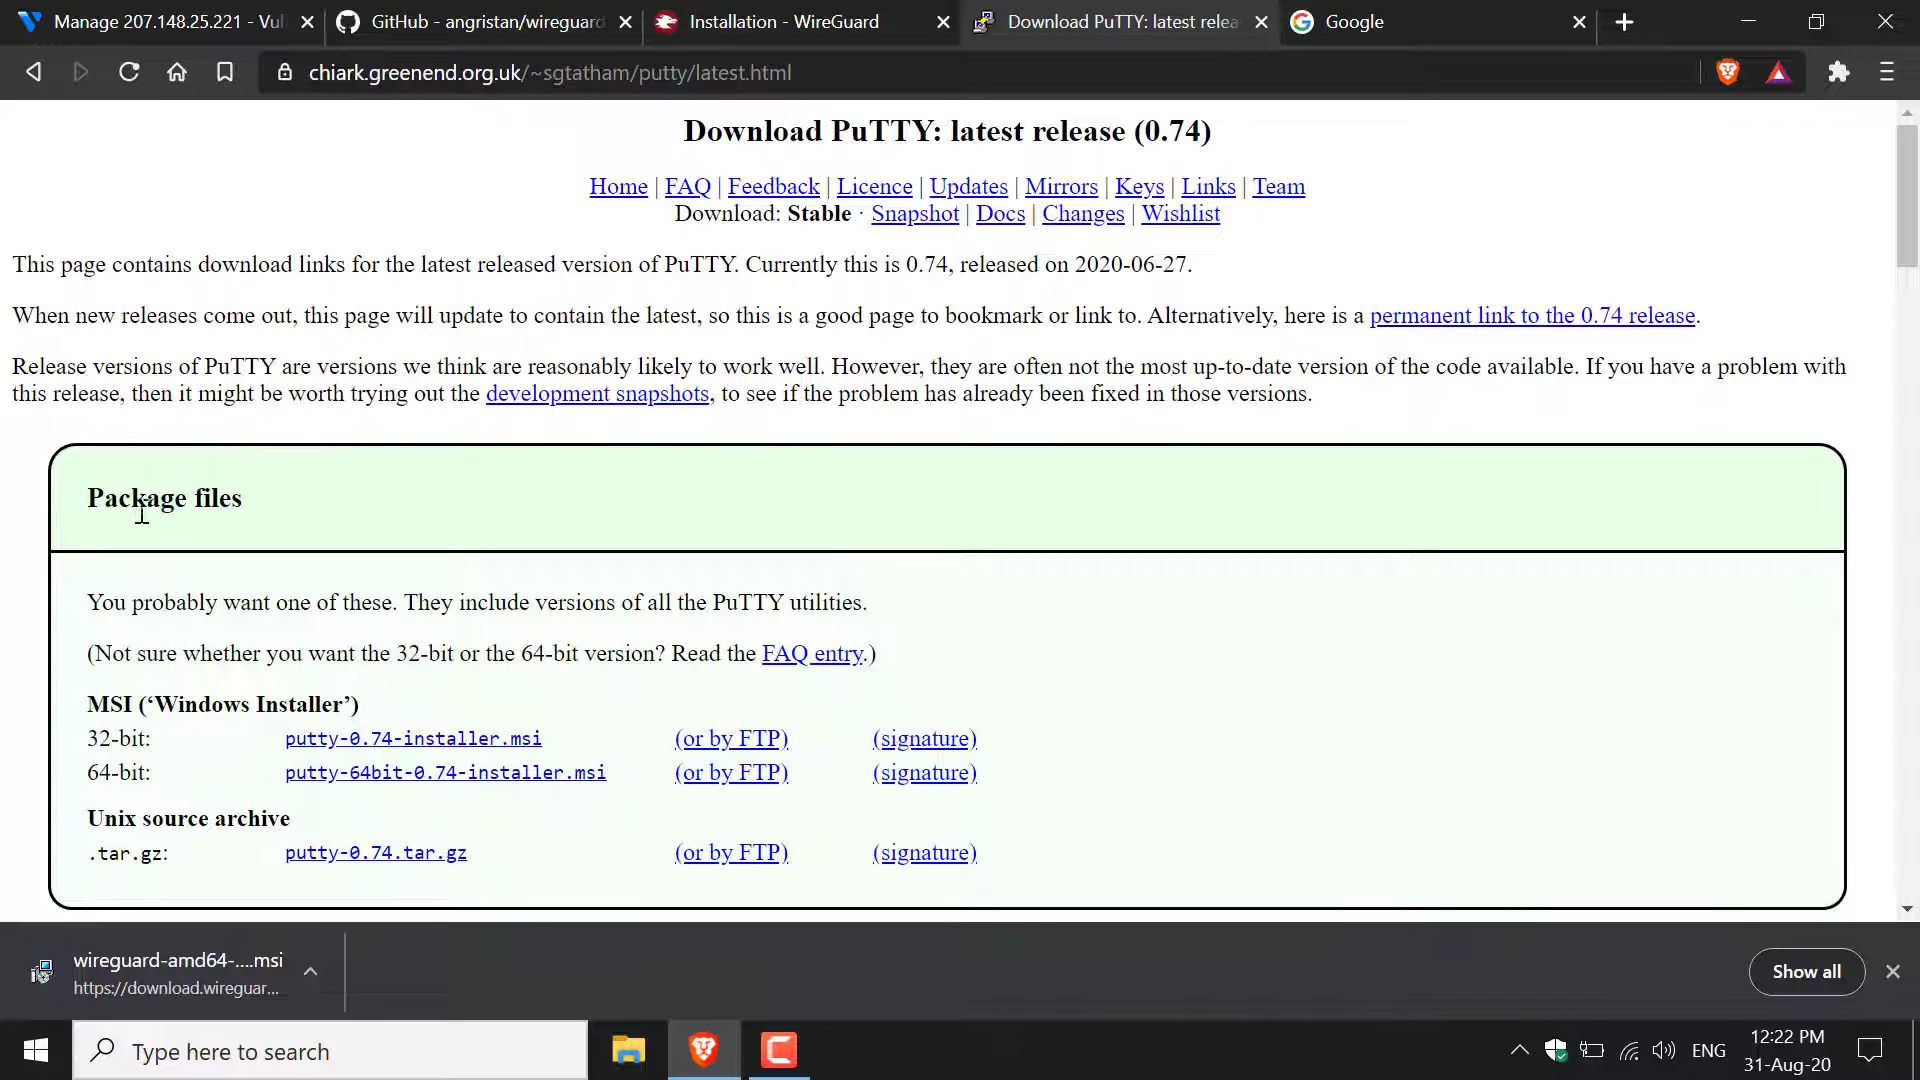 Manage 207.148.25.221 - Vul
GitHub - angristan/wireguard
Installation - WireGuard
Download PuTTY: latest relea
Google
chiark.greenend.org.uk/~sgtatham/putty/latest.html
Download PuTTY: latest release (0.74)
Home | FAQ | Feedback | Licence | Updates | Mirrors | Keys | Links | Team
Download: Stable · Snapshot | Docs | Changes | Wishlist
This page contains download links for the latest released version of PuTTY. Currently this is 0.74, released on 2020-06-27.
When new releases come out, this page will update to contain the latest, so this is a good page to bookmark or link to. Alternatively, here is a permanent link to the 0.74 release.
Release versions of PuTTY are versions we think are reasonably likely to work well. However, they are often not the most up-to-date version of the code available. If you have a problem with
this release, then it might be worth trying out the development snapshots, to see if the problem has already been fixed in those versions.
Package files
You probably want one of these. They include versions of all the PuTTY utilities.
(Not sure whether you want the 32-bit or the 64-bit version? Read the FAQ entry.)
MSI (‘Windows Installer’)
32-bit: putty-0.74-installer.msi (or by FTP) (signature)
64-bit: putty-64bit-0.74-installer.msi (or by FTP) (signature)
Unix source archive
.tar.gz: putty-0.74.tar.gz (or by FTP) (signature)
wireguard-amd64-....msi
https://download.wireguar...
Show all
Type here to search
ENG
12:22 PM
31-Aug-20